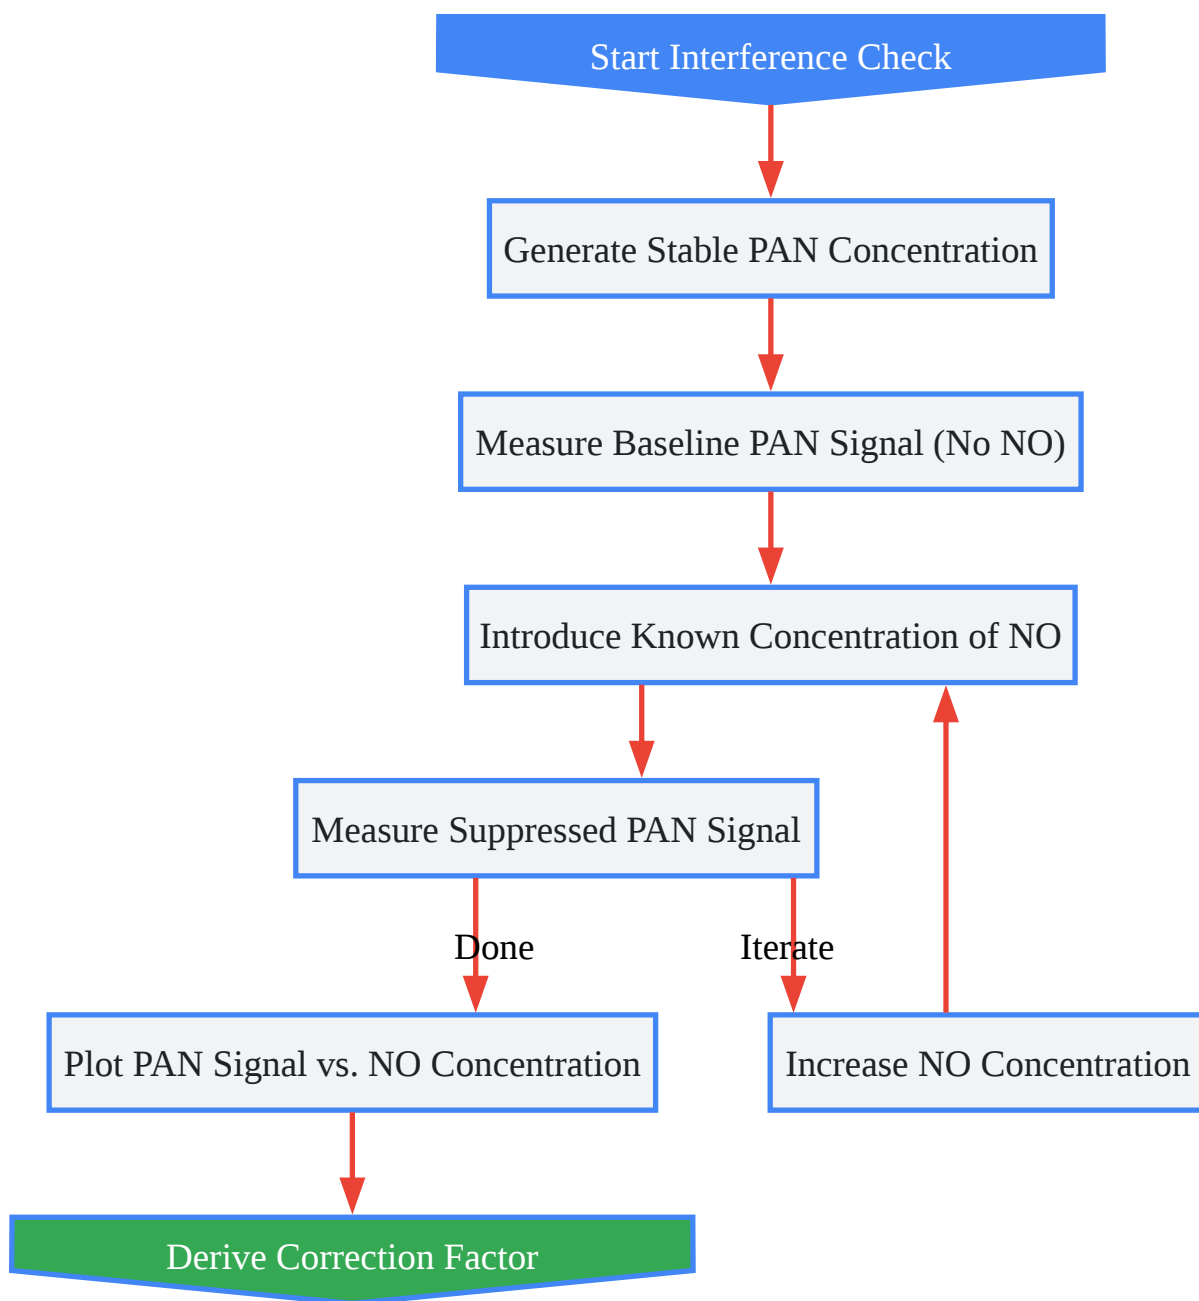 Start Interference Check
Generate Stable PAN Concentration
Measure Baseline PAN Signal (No NO)
Introduce Known Concentration of NO
Measure Suppressed PAN Signal
Done
Iterate
Plot PAN Signal vs. NO Concentration
Increase NO Concentration
Derive Correction Factor